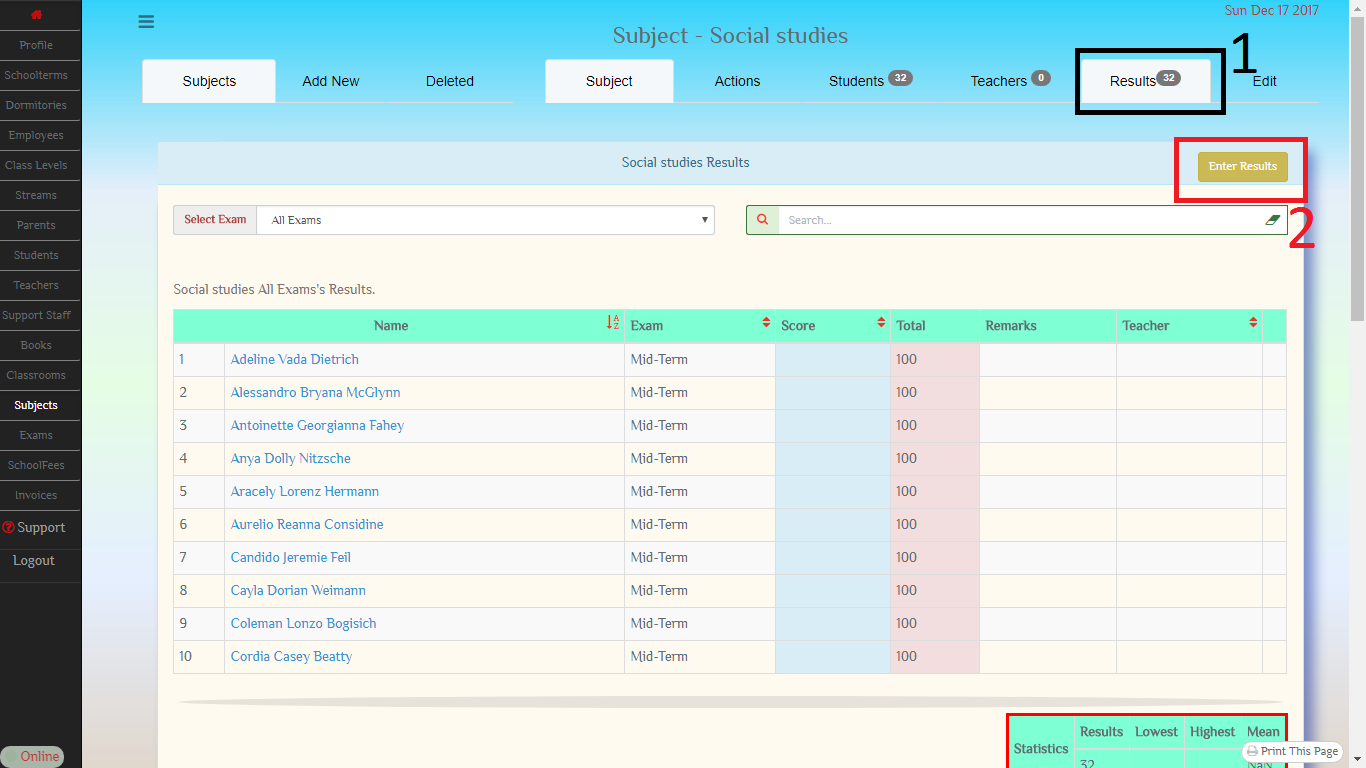 Sun Dec 17 2017
Subject - Social studies
1
Subjects Add New Deleted Subject Actions Students 32 Teachers 0 Results 32 Edit
Profile
Schoolterms
Dormitories
Employees
Class Levels
Streams
Parents
Students
Teachers
Support Staff
Books
Classrooms
Subjects
Exams
SchoolFees
Invoices
Support
Logout
Online
Social studies Results
Enter Results
2
Select Exam All Exams
Search...
Social studies All Exams's Results.
Name Exam Score Total Remarks Teacher
1 Adeline Vada Dietrich Mid-Term 100
2 Alessandro Bryana McGlynn Mid-Term 100
3 Antoinette Georgianna Fahey Mid-Term 100
4 Anya Dolly Nitzsche Mid-Term 100
5 Aracely Lorenz Hermann Mid-Term 100
6 Aurelio Reanna Considine Mid-Term 100
7 Candido Jeremie Feil Mid-Term 100
8 Cayla Dorian Weimann Mid-Term 100
9 Coleman Lonzo Bogisich Mid-Term 100
10 Cordia Casey Beatty Mid-Term 100
Statistics Results Lowest Highest Mean
32 NaN
Print This Page